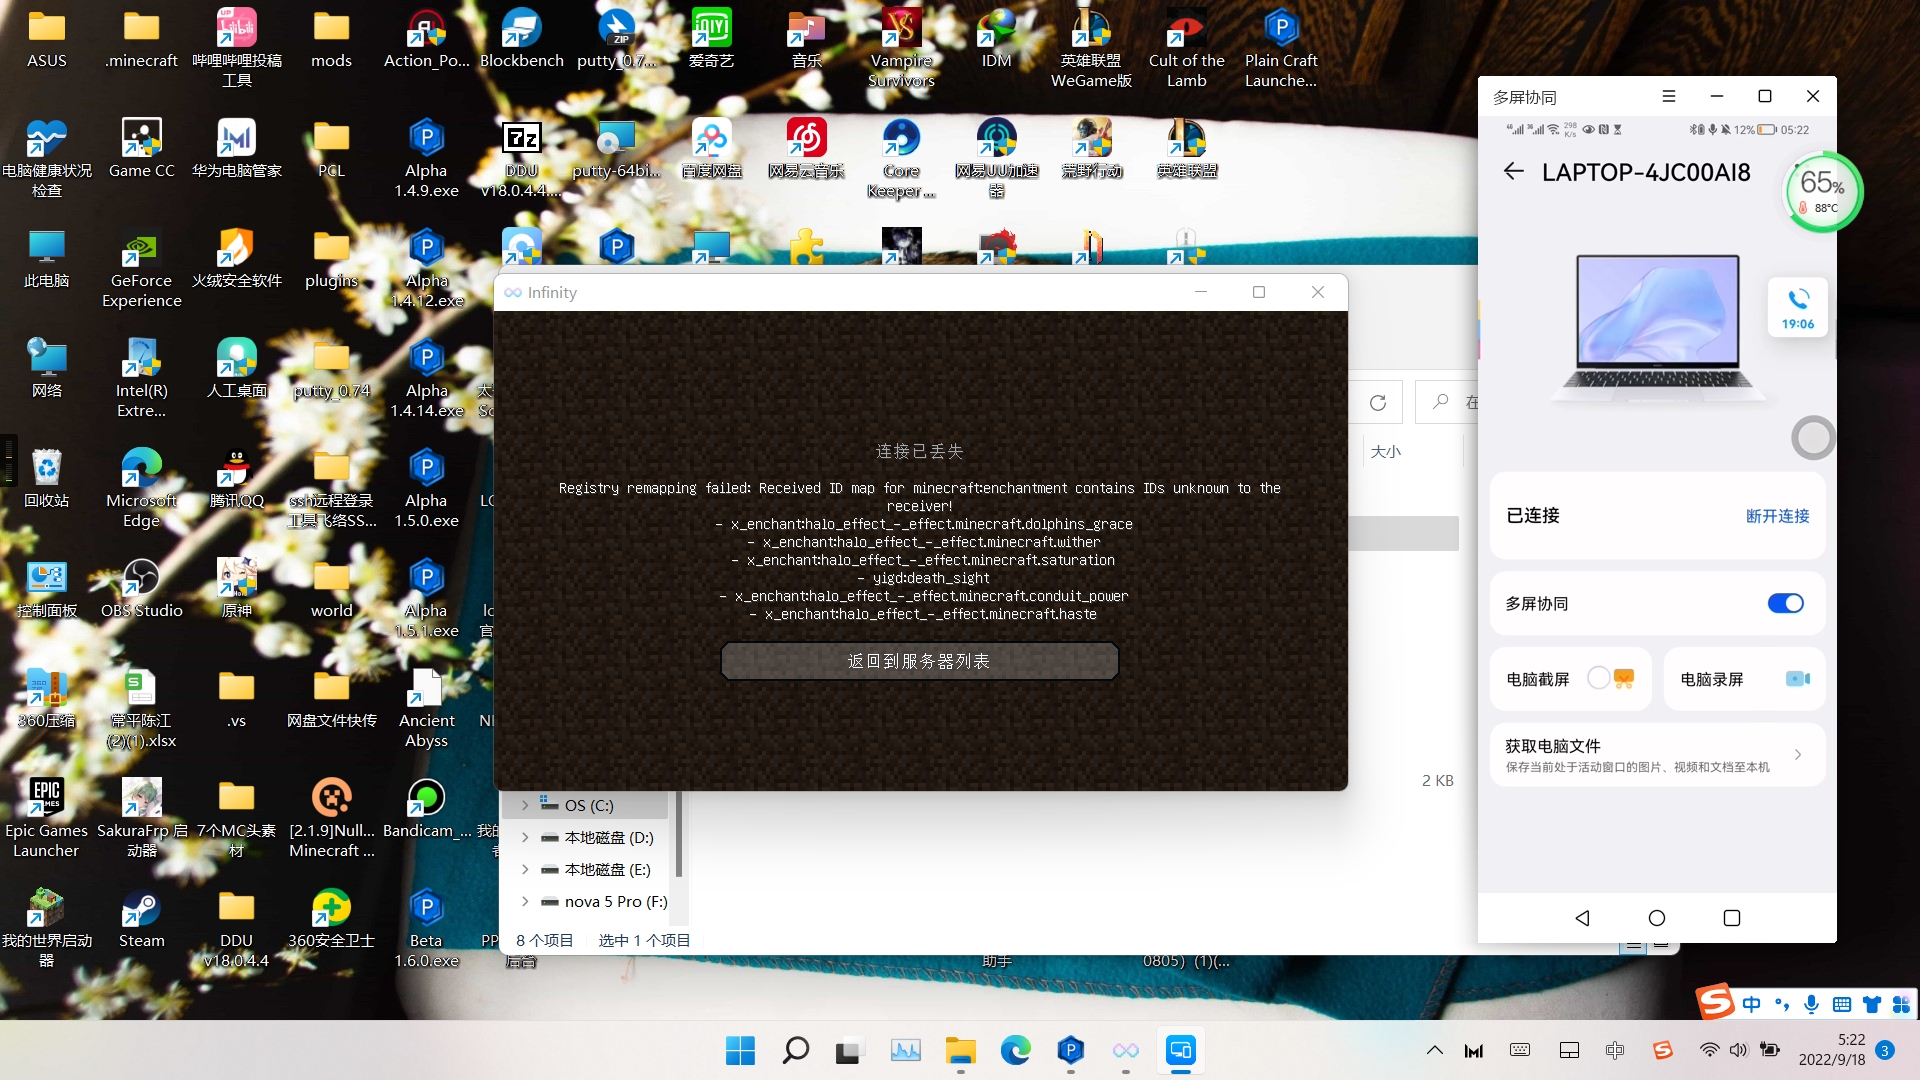 ASUS
.minecraft
哔哩哔哩投稿
工具
mods
Action_Po...
Blockbench
putty_0.7...
爱奇艺
音乐
Vampire
Survivors
IDM
英雄联盟
WeGame版
Cult of the
Lamb
Plain Craft
Launche...
电脑健康状况
检查
Game CC
华为电脑管家
PCL
Alpha
1.4.9.exe
DDU
v18.0.4.4....
putty-64bi...
百度网盘
网易云音乐
Core
Keeper ...
网易UU加速
器
荒野行动
英雄联盟
此电脑
GeForce
Experience
火绒安全软件
plugins
Alpha
1.4.12.exe
网络
Intel(R)
Extre...
人工桌面
putty_0.74
Alpha
1.4.14.exe
回收站
Microsoft
Edge
腾讯QQ
ssh远程登录
工具飞络SS...
Alpha
1.5.0.exe
控制面板
OBS Studio
原神
world
Alpha
1.5.1.exe
360压缩
常平陈江
(2)(1).xlsx
.vs
网盘文件快传
Ancient
Abyss
Epic Games
Launcher
SakuraFrp 启
动器
7个MC头素
材
[2.1.9]Null...
Minecraft ...
Bandicam_...
我的世界启动
器
Steam
DDU
v18.0.4.4
360安全卫士
Beta
1.6.0.exe
Infinity
连接已丢失
Registry remapping failed: Received ID map for minecraft:enchantment contains IDs unknown to the
receiver!
- x_enchant:halo_effect_-_effect.minecraft.dolphins_grace
- x_enchant:halo_effect_-_effect.minecraft.wither
- x_enchant:halo_effect_-_effect.minecraft.saturation
- yigd:death_sight
- x_enchant:halo_effect_-_effect.minecraft.conduit_power
- x_enchant:halo_effect_-_effect.minecraft.haste
返回到服务器列表
在
大小
2 KB
OS (C:)
本地磁盘 (D:)
本地磁盘 (E:)
nova 5 Pro (F:)
8 个项目 选中 1 个项目
后台
助手
0805) (1)(...
多屏协同
298
K/s
12%
05:22
LAPTOP-4JC00AI8
65%
88°C
19:06
已连接
断开连接
多屏协同
电脑截屏
电脑录屏
获取电脑文件
保存当前处于活动窗口的图片、视频和文档至本机
中
中
5:22
2022/9/18
3